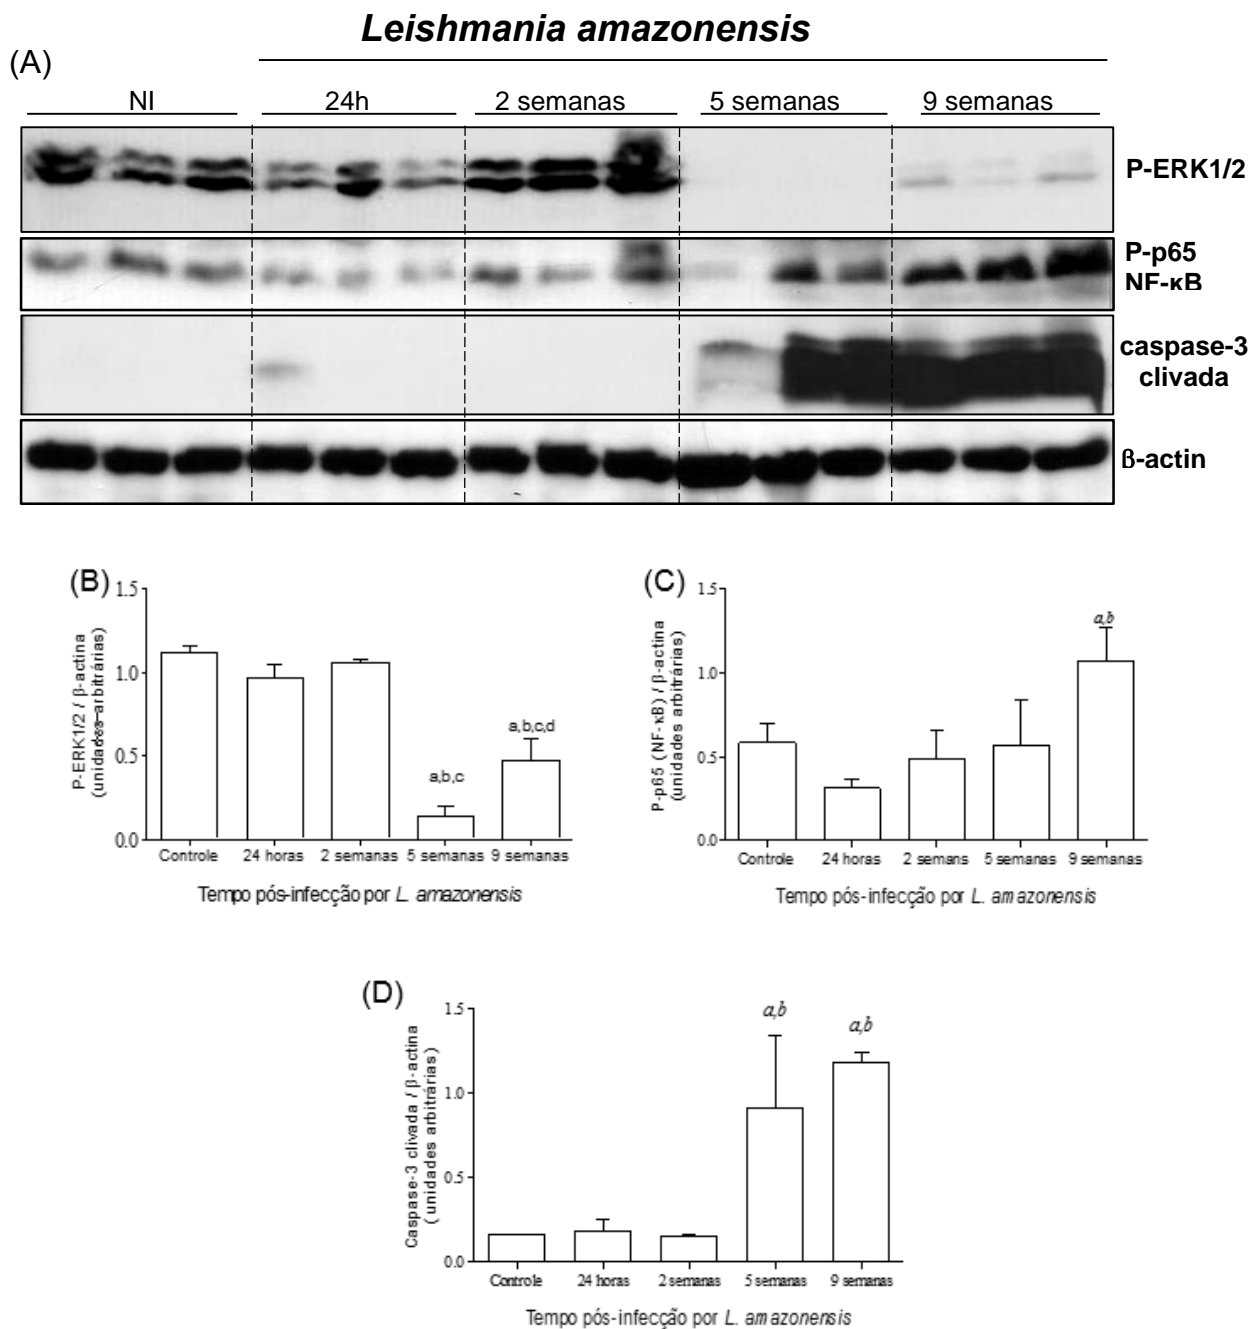 Leishmania amazonensis
(A)
NI 24h 2 semanas 5 semanas 9 semanas
P-ERK1/2
P-p65
NF-κB
caspase-3
clivada
β-actin
(B)
1.5
1.0
0.5
0.0
P-ERK1/2 / β-actina
(unidades arbitrárias)
a,b,c
a,b,c,d
Controle 24 horas 2 semanas 5 semanas 9 semanas
Tempo pós-infecção por L. amazonensis
(C)
1.5
1.0
0.5
0.0
P-p65 (NF-κB) / β-actina
(unidades arbitrárias)
a,b
Controle 24 horas 2 semans 5 semanas 9 semanas
Tempo pós-infecção por L. amazonensis
(D)
1.5
1.0
0.5
0.0
Caspase-3 clivada / β-actina
( unidades arbitrárias)
a,b
a,b
Controle 24 horas 2 semanas 5 semanas 9 semanas
Tempo pós-infecção por L. amazonensis